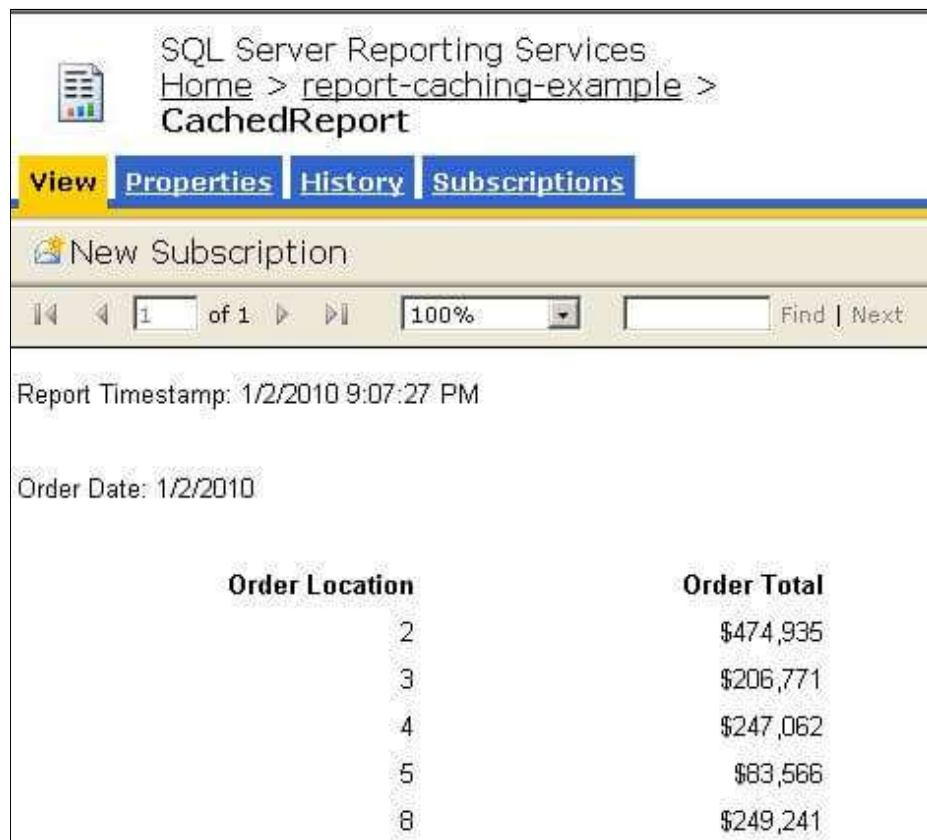 SQL Server Reporting Services
Home > report-caching-example >
CachedReport
View Properties History Subscriptions
New Subscription
1 of 1 100% Find | Next
Report Timestamp: 1/2/2010 9:07:27 PM
Order Date: 1/2/2010
Order Location Order Total
2 $474,935
3 $206,771
4 $247,062
5 $83,566
8 $249,241